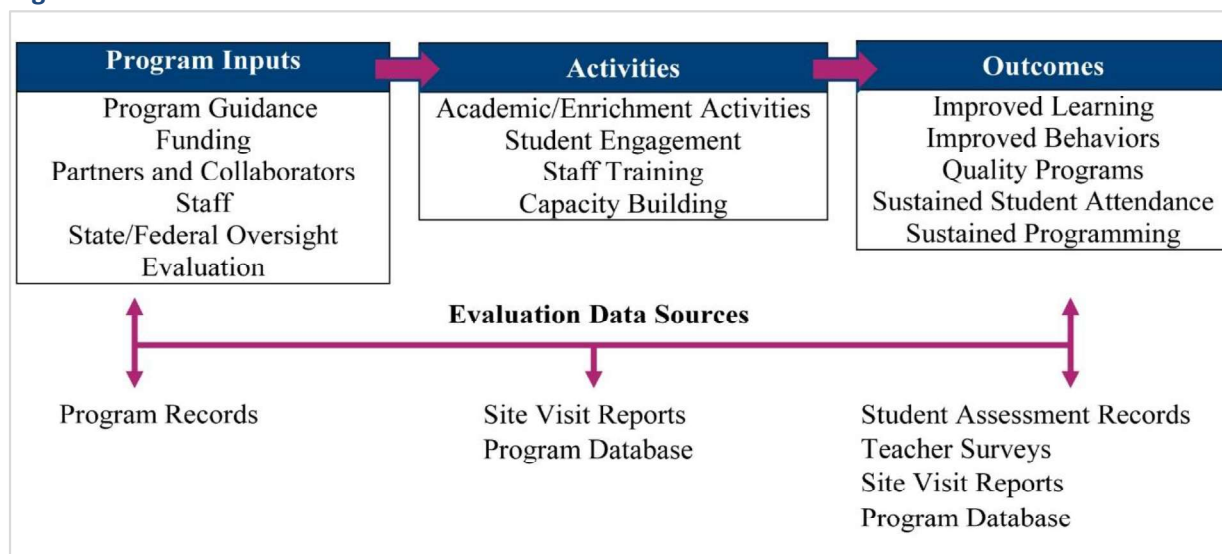 Program Inputs
Program Guidance
Funding
Partners and Collaborators
Staff
State/Federal Oversight
Evaluation
Activities
Academic/Enrichment Activities
Student Engagement
Staff Training
Capacity Building
Outcomes
Improved Learning
Improved Behaviors
Quality Programs
Sustained Student Attendance
Sustained Programming
Evaluation Data Sources
Program Records
Site Visit Reports
Program Database
Student Assessment Records
Teacher Surveys
Site Visit Reports
Program Database